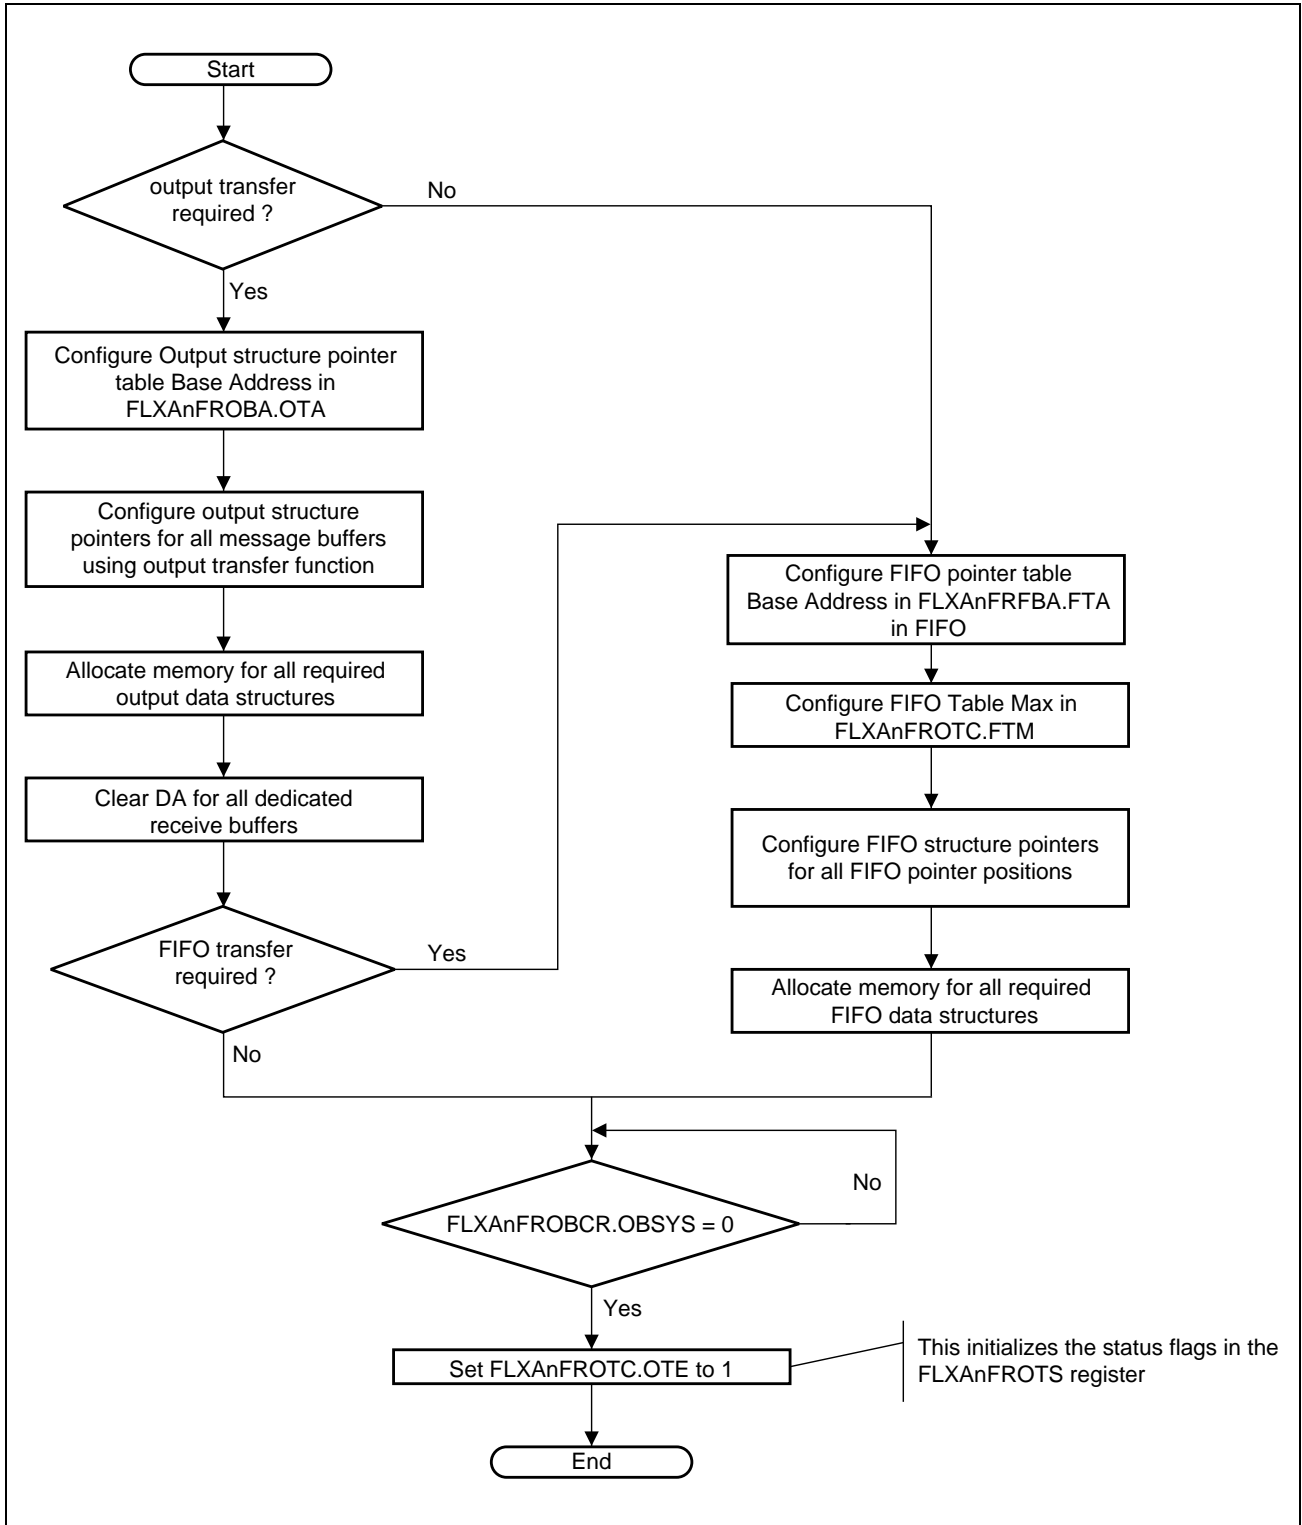 Start
output transfer
required ?
No
Yes
Configure Output structure pointer
table Base Address in
FLXAnFROBA.OTA
Configure output structure
pointers for all message buffers
using output transfer function
Allocate memory for all required
output data structures
Clear DA for all dedicated
receive buffers
FIFO transfer
required ?
Yes
No
Configure FIFO pointer table
Base Address in FLXAnFRFBA.FTA
in FIFO
Configure FIFO Table Max in
FLXAnFROTC.FTM
Configure FIFO structure pointers
for all FIFO pointer positions
Allocate memory for all required
FIFO data structures
FLXAnFROBCR.OBSYS = 0
No
Yes
Set FLXAnFROTC.OTE to 1
This initializes the status flags in the
FLXAnFROTS register
End